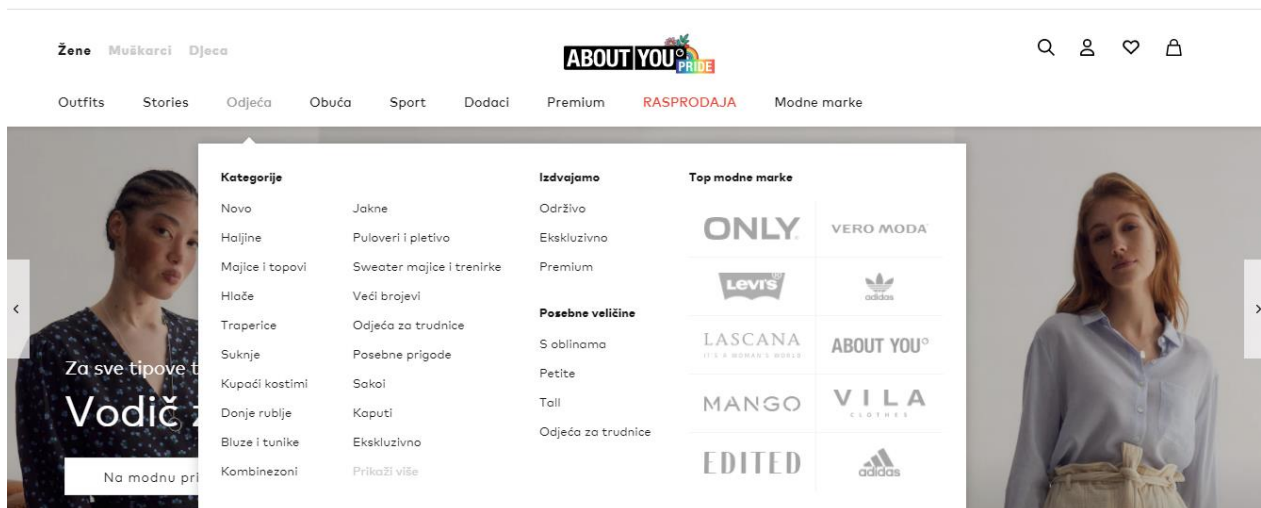 Žene Muškarci Djeca
ABOUT YOU°
PRIDE
Outfits Stories Odjeća Obuća Sport Dodaci Premium RASPRODAJA Modne marke
Kategorije
Novo
Haljine
Majice i topovi
Hlače
Traperice
Suknje
Kupaći kostimi
Donje rublje
Bluze i tunike
Kombinezoni
Jakne
Puloveri i pletivo
Sweater majice i trenirke
Veći brojevi
Odjeća za trudnice
Posebne prigode
Sakoi
Kaputi
Ekskluzivno
Prikaži više
Izdvajamo
Održivo
Ekskluzivno
Premium
Posebne veličine
S oblinama
Petite
Tall
Odjeća za trudnice
Top modne marke
ONLY
VERO MODA
Levi's
adidas
LASCANA
IT'S A WOMAN'S WORLD
ABOUT YOU°
MANGO
VILA
CLOTHES
EDITED
adidas
Za sve tipove
Vodič
Na modnu